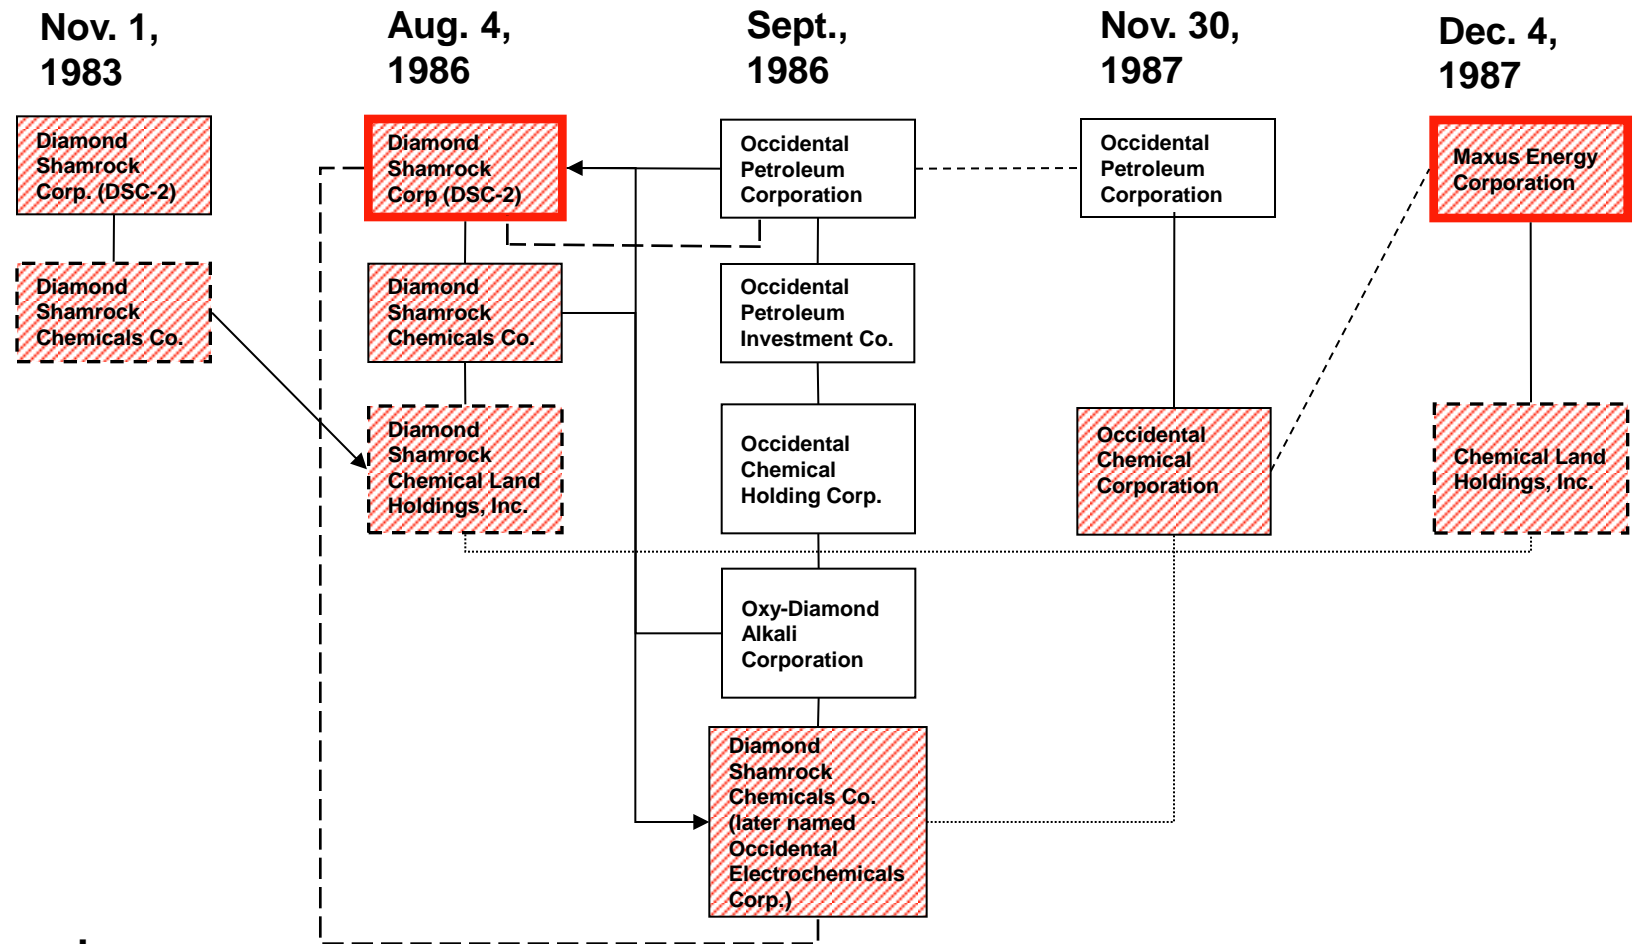 Nov. 1,
1983
Aug. 4,
1986
Sept.,
1986
Nov. 30,
1987
Dec. 4,
1987
Diamond
Shamrock
Corp. (DSC-2)
Diamond
Shamrock
Chemicals Co.
Diamond
Shamrock
Corp (DSC-2)
Diamond
Shamrock
Chemicals Co.
Diamond
Shamrock
Chemical Land
Holdings, Inc.
Occidental
Petroleum
Corporation
Occidental
Petroleum
Investment Co.
Occidental
Chemical
Holding Corp.
Oxy-Diamond
Alkali
Corporation
Diamond
Shamrock
Chemicals Co.
(later named
Occidental
Electrochemicals
Corp.)
Occidental
Petroleum
Corporation
Occidental
Chemical
Corporation
Maxus Energy
Corporation
Chemical Land
Holdings, Inc.